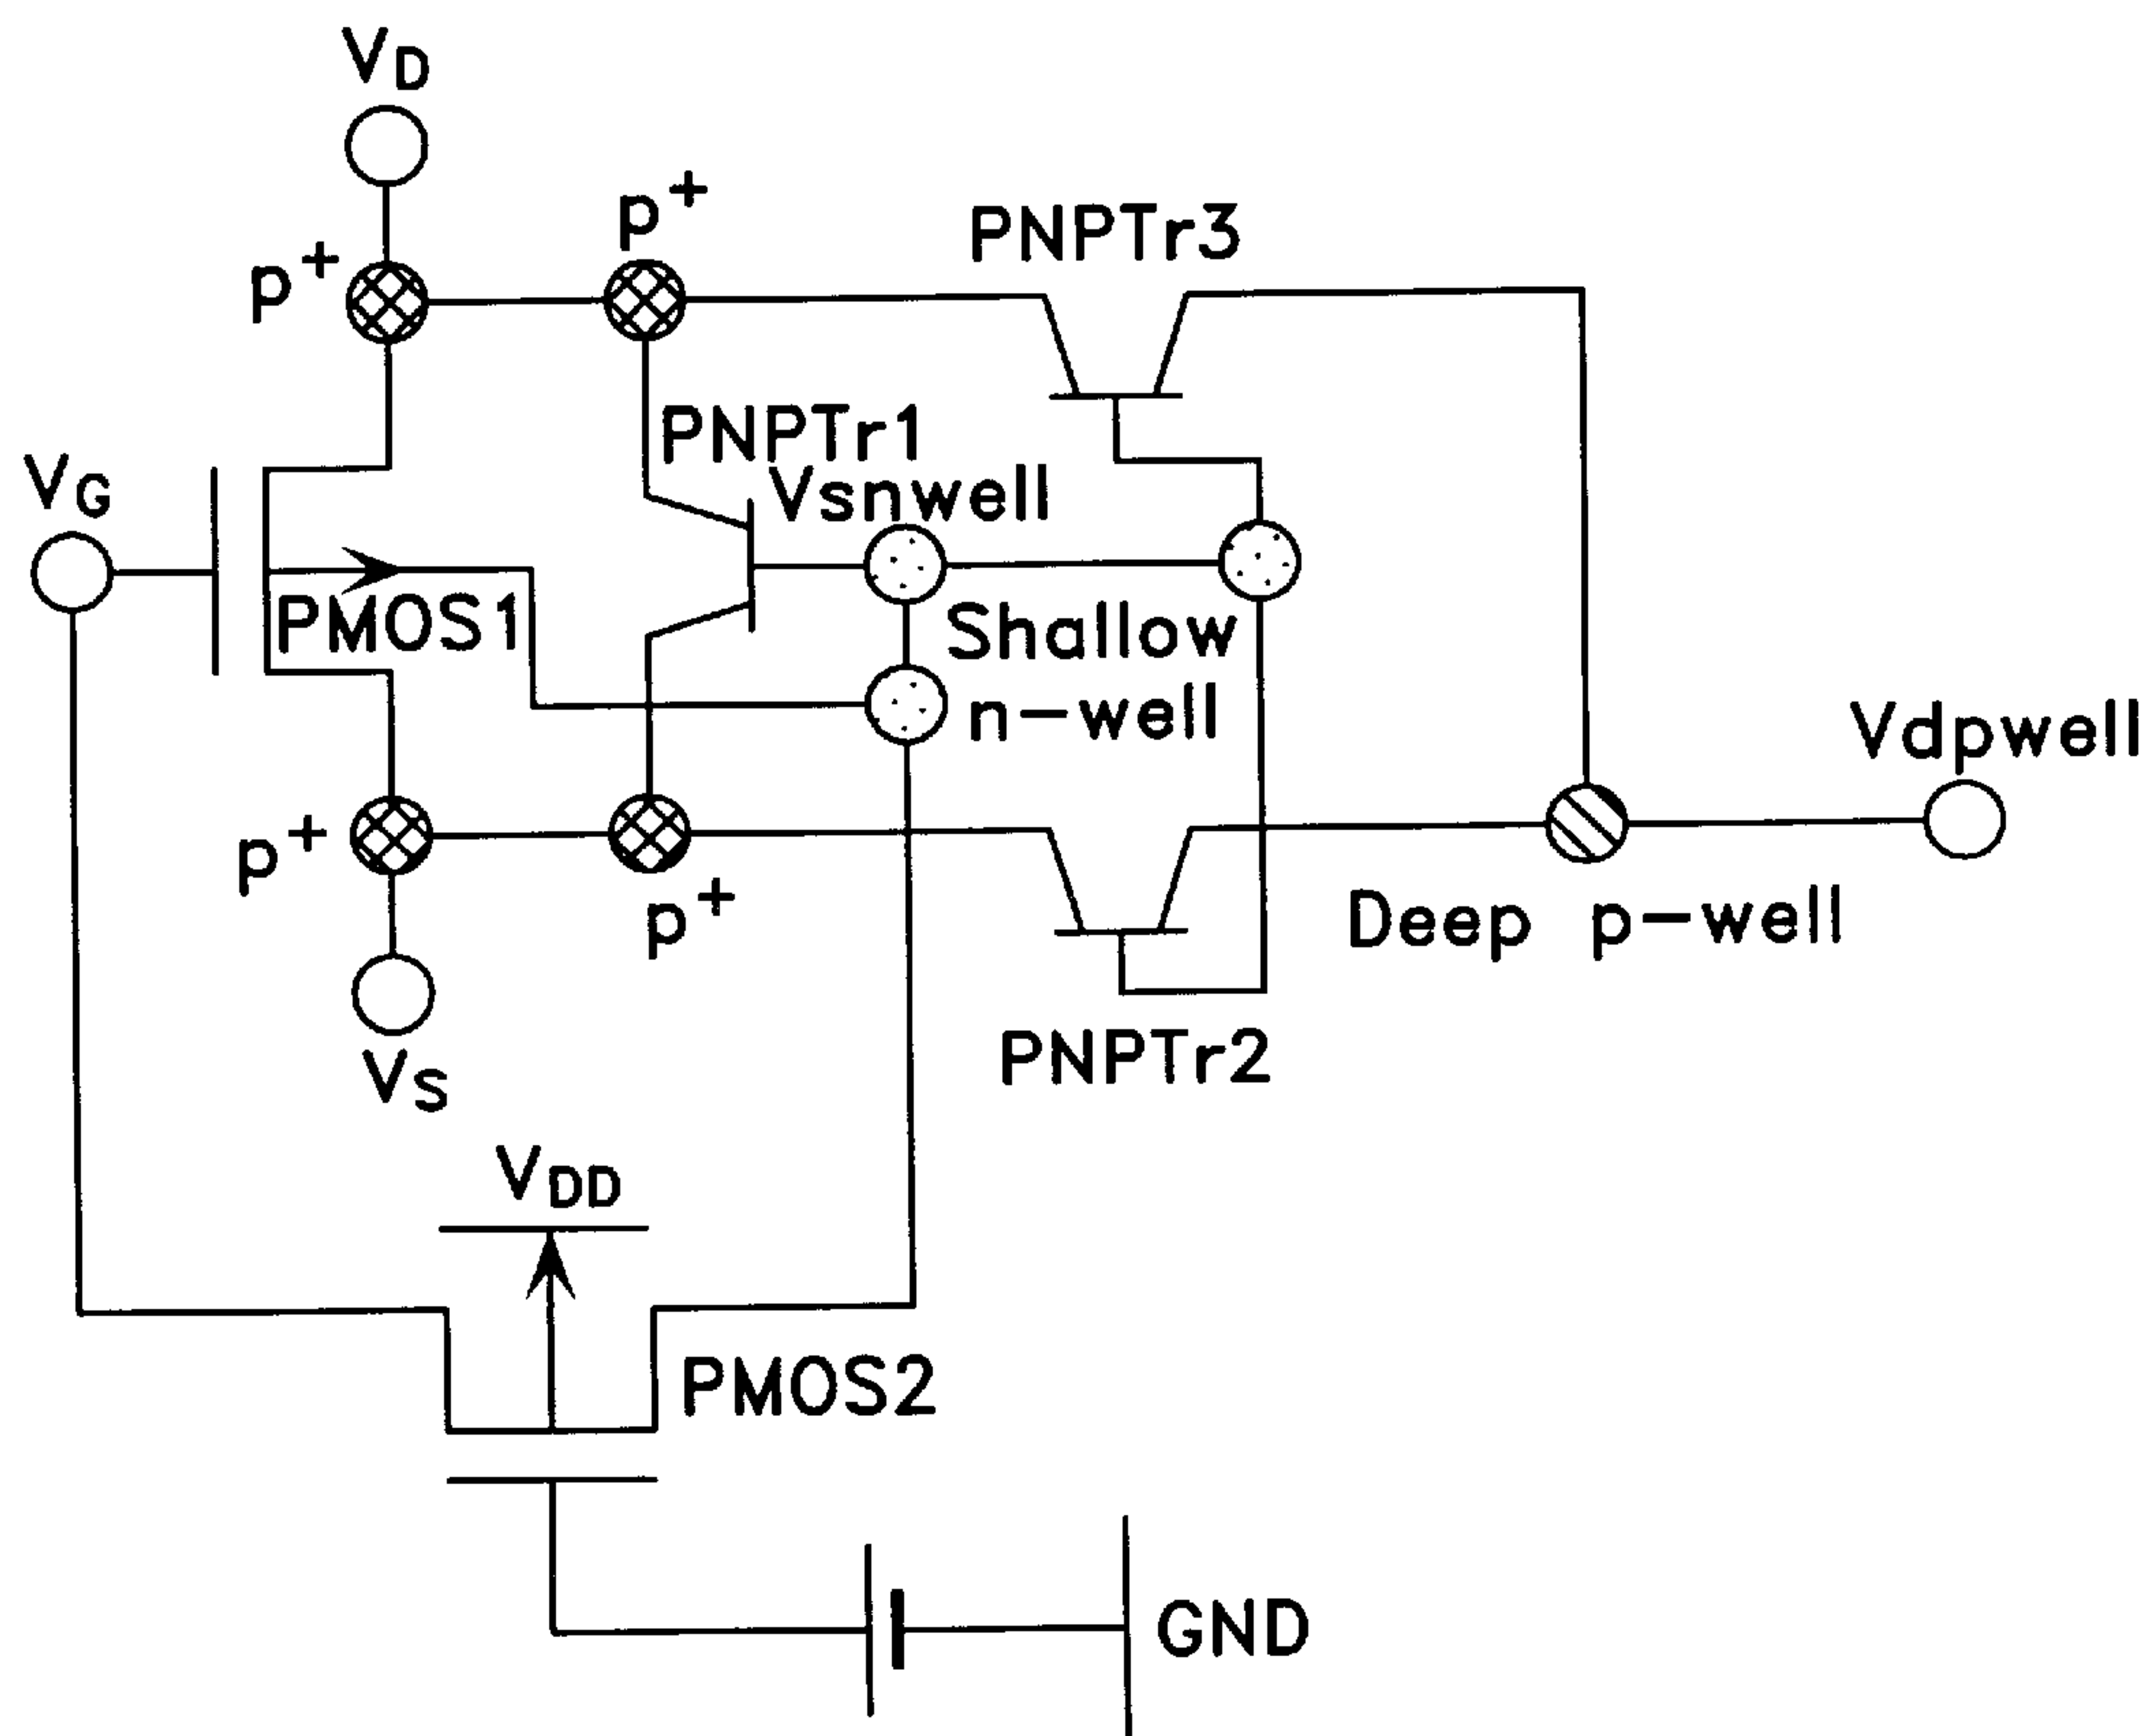 VD
p+
p+
PNPTr3
PNPTr1
VG
Vsnwell
PMOS1
Shallow
n-well
Vdpwell
p+
p+
Deep p-well
VS
PNPTr2
VDD
PMOS2
GND